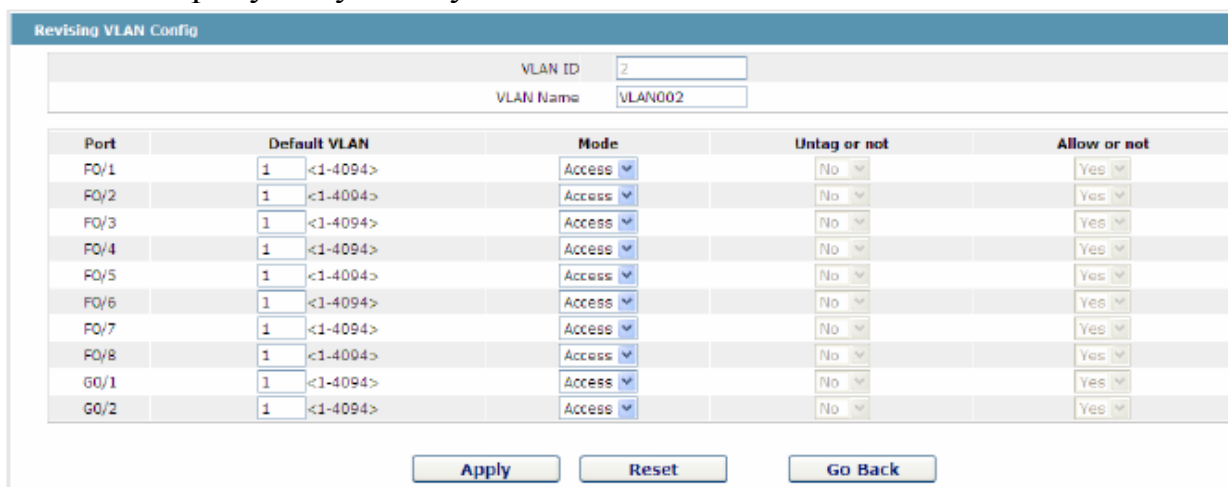 Revising VLAN Config
VLAN ID 2
VLAN Name VLAN002
Port Default VLAN Mode Untag or not Allow or not
F0/1 1 <1-4094> Access No Yes
F0/2 1 <1-4094> Access No Yes
F0/3 1 <1-4094> Access No Yes
F0/4 1 <1-4094> Access No Yes
F0/5 1 <1-4094> Access No Yes
F0/6 1 <1-4094> Access No Yes
F0/7 1 <1-4094> Access No Yes
F0/8 1 <1-4094> Access No Yes
G0/1 1 <1-4094> Access No Yes
G0/2 1 <1-4094> Access No Yes
Apply Reset Go Back